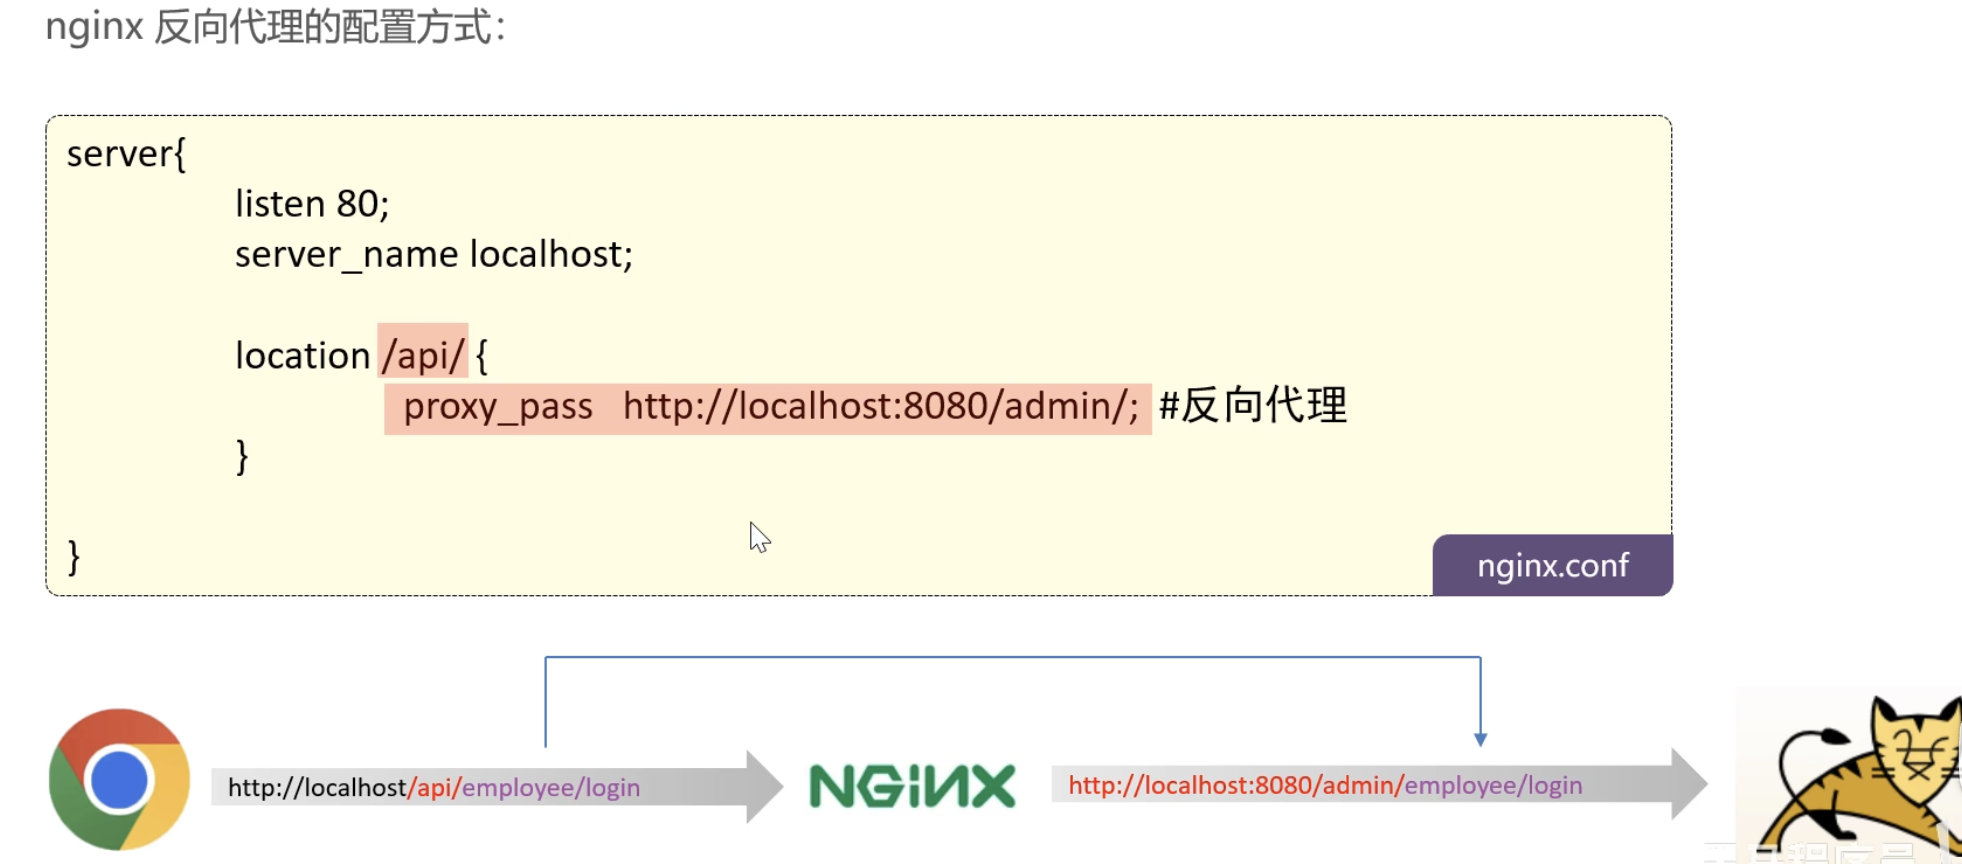 nginx 反向代理的配置方式：
server{
listen 80;
server_name localhost;
location /api/ {
proxy_pass http://localhost:8080/admin/; #反向代理
}
}
nginx.conf
http://localhost/api/employee/login
NGINX
http://localhost:8080/admin/employee/login